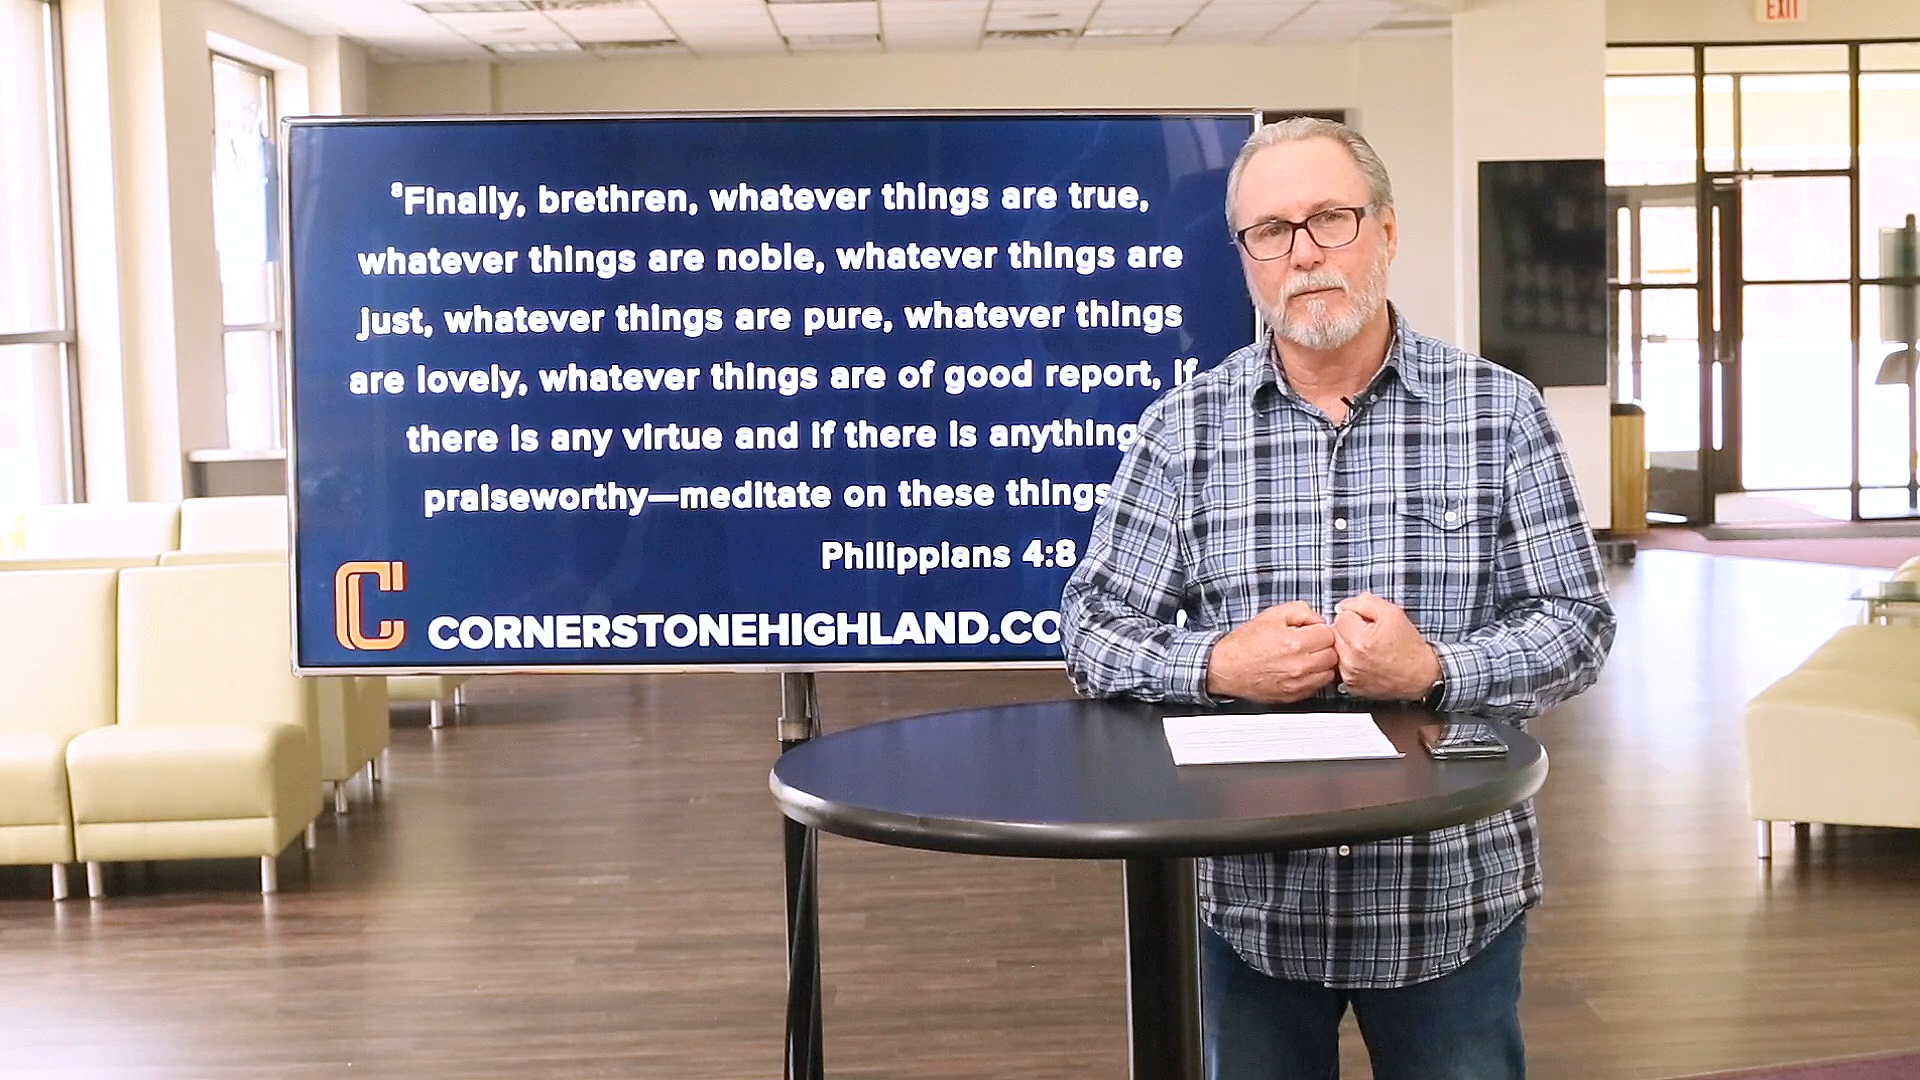 EXIT
⁸Finally, brethren, whatever things are true,
whatever things are noble, whatever things are
just, whatever things are pure, whatever things
are lovely, whatever things are of good report, if
there is any virtue and if there is anything
praiseworthy—meditate on these things
Philippians 4:8
CORNERSTONEHIGHLAND.CO